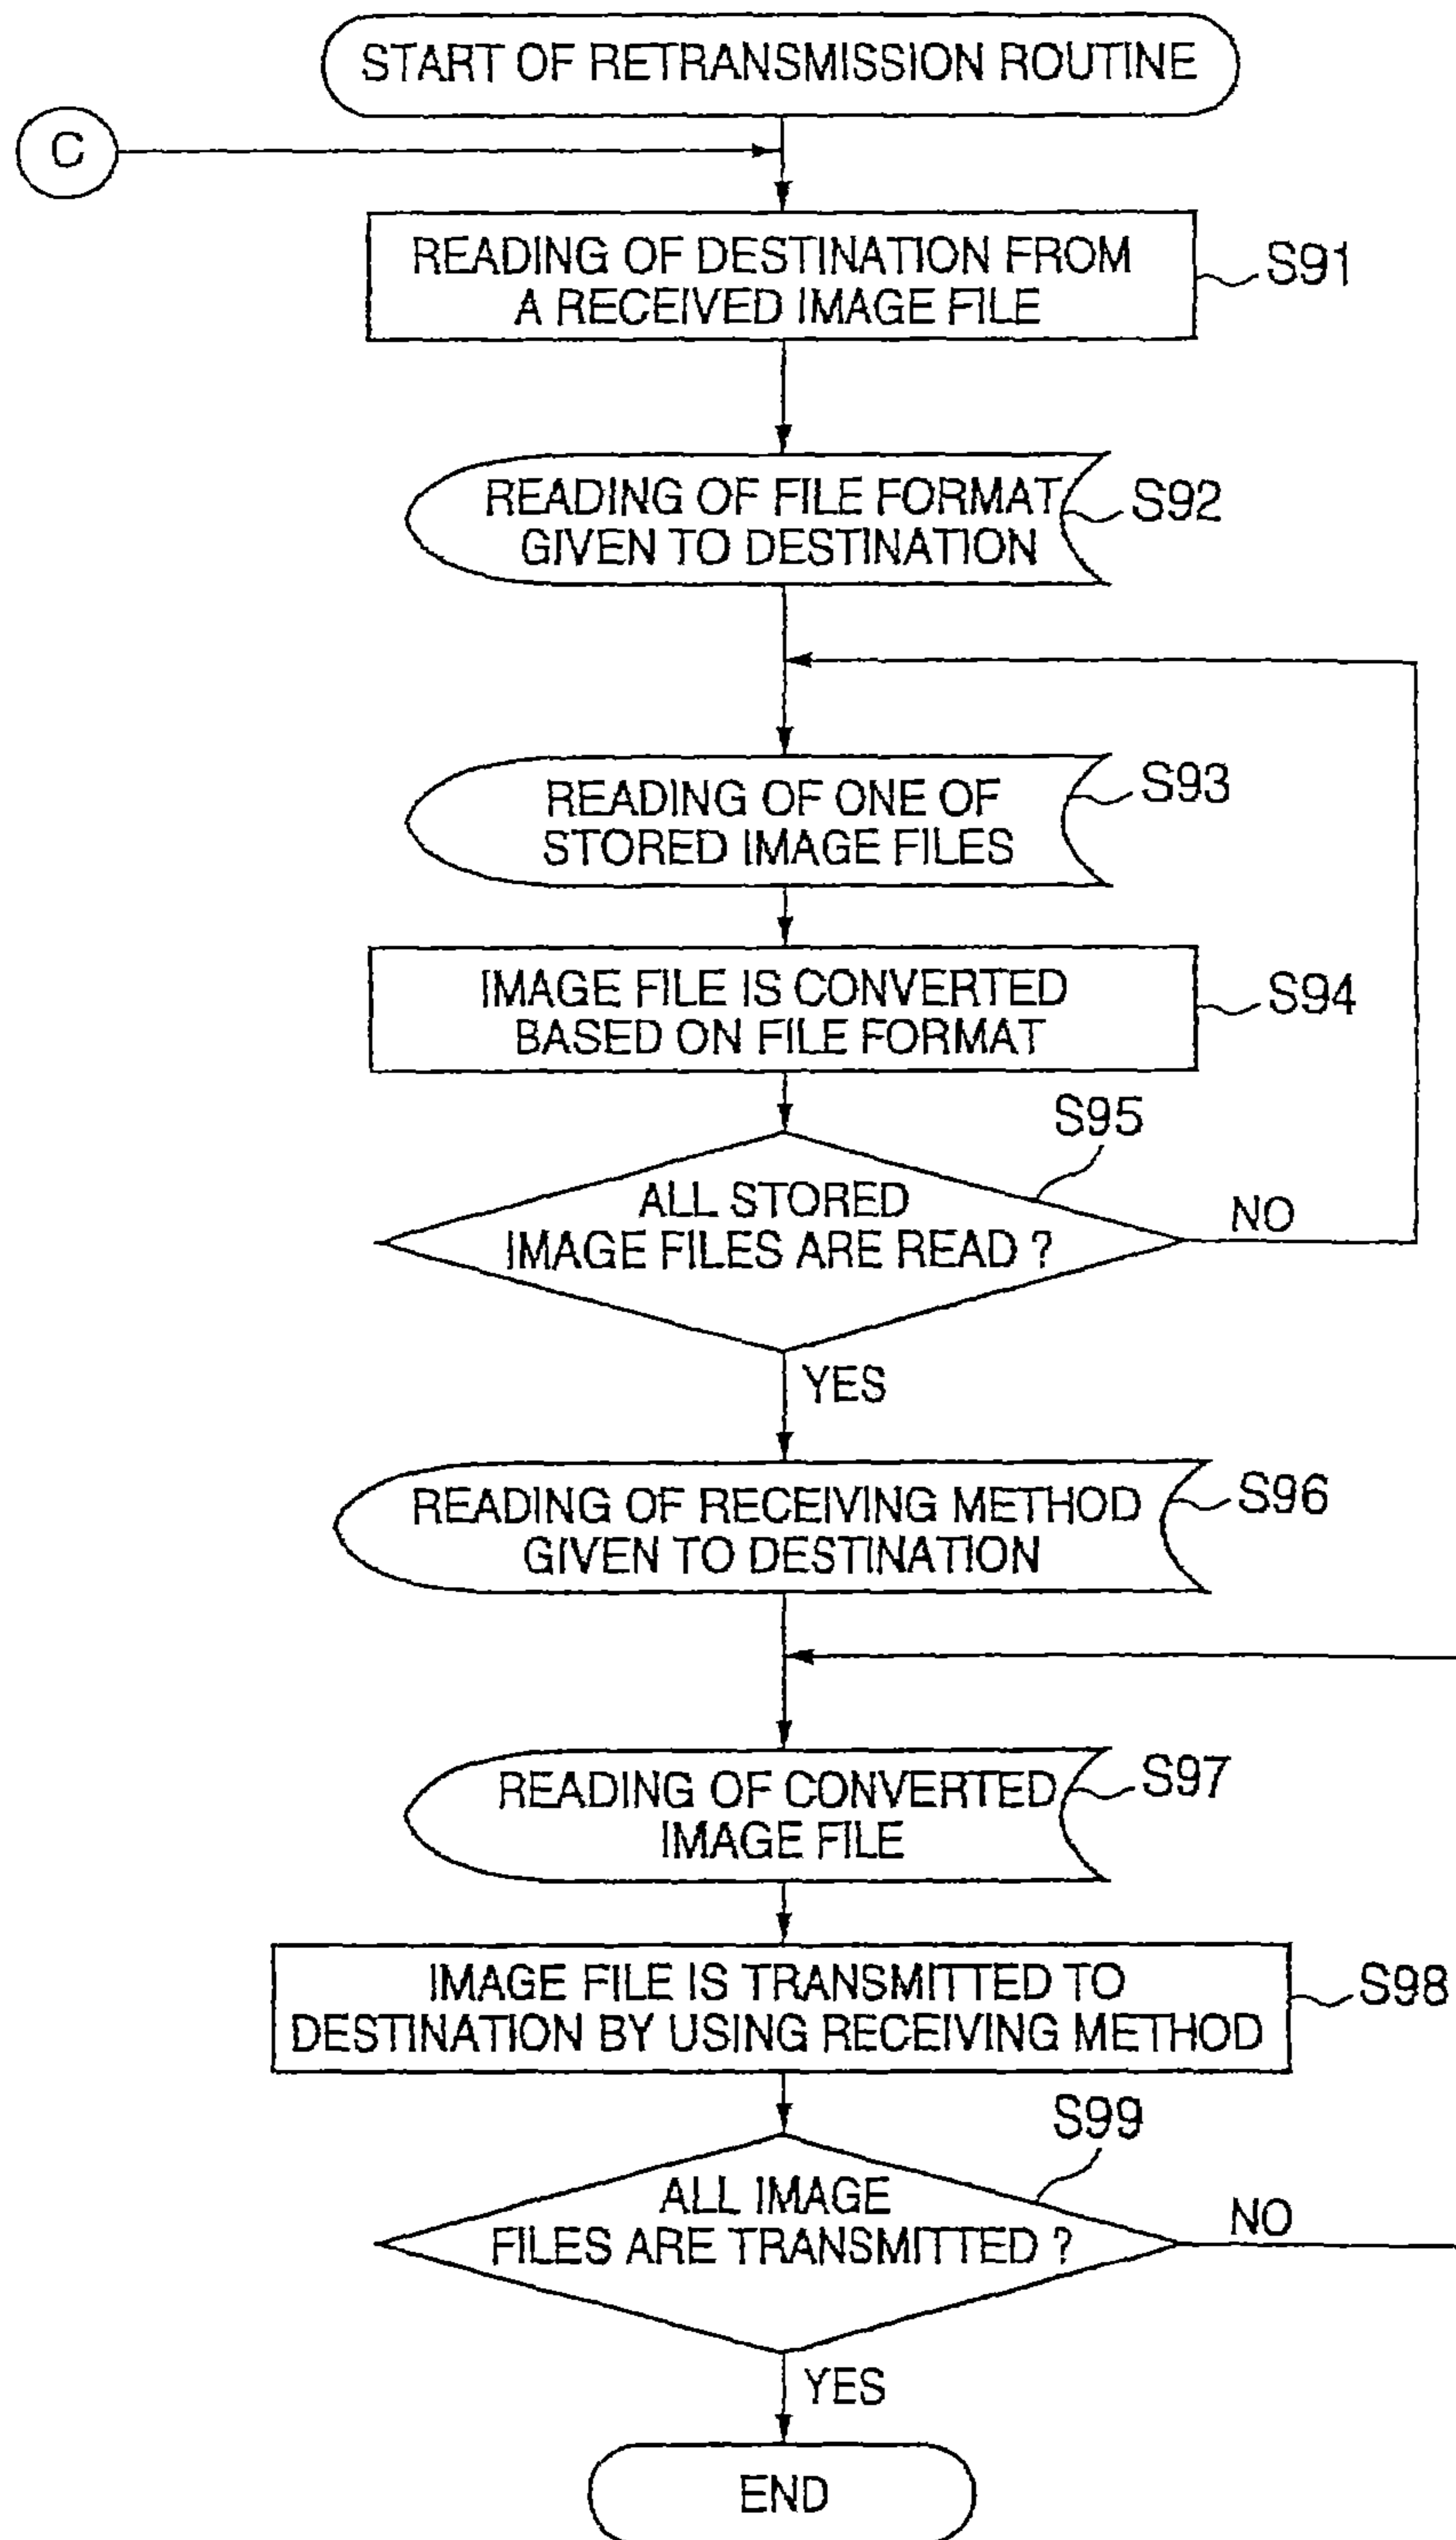 START OF RETRANSMISSION ROUTINE
C
READING OF DESTINATION FROM
A RECEIVED IMAGE FILE
S91
READING OF FILE FORMAT
GIVEN TO DESTINATION
S92
READING OF ONE OF
STORED IMAGE FILES
S93
IMAGE FILE IS CONVERTED
BASED ON FILE FORMAT
S94
S95
ALL STORED
IMAGE FILES ARE READ ?
NO
YES
READING OF RECEIVING METHOD
GIVEN TO DESTINATION
S96
READING OF CONVERTED
IMAGE FILE
S97
IMAGE FILE IS TRANSMITTED TO
DESTINATION BY USING RECEIVING METHOD
S98
S99
ALL IMAGE
FILES ARE TRANSMITTED ?
NO
YES
END